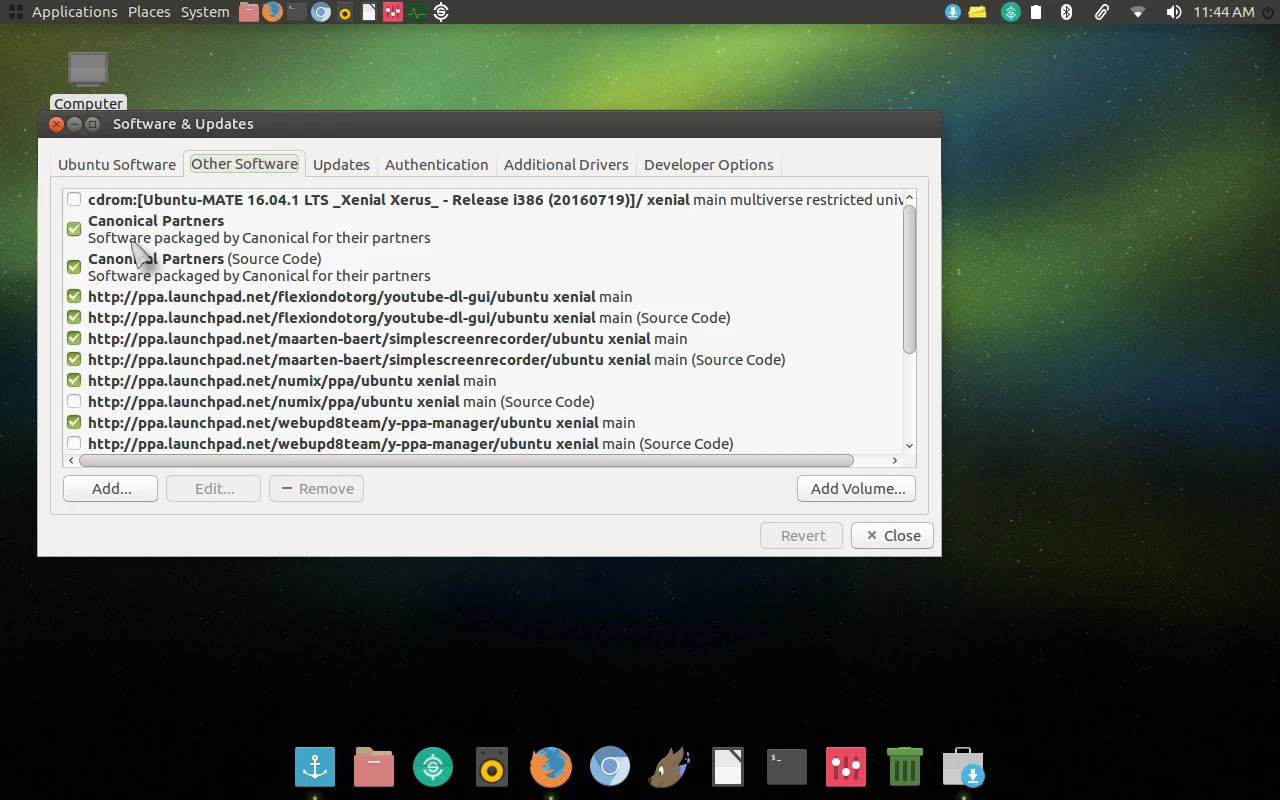 Applications Places System 11:44 AM
Computer
Software & Updates
Ubuntu Software Other Software Updates Authentication Additional Drivers Developer Options
cdrom:[Ubuntu-MATE 16.04.1 LTS _Xenial Xerus_ - Release i386 (20160719)]/ xenial main multiverse restricted univ
Canonical Partners
Software packaged by Canonical for their partners
Canonical Partners (Source Code)
Software packaged by Canonical for their partners
http://ppa.launchpad.net/flexiondotorg/youtube-dl-gui/ubuntu xenial main
http://ppa.launchpad.net/flexiondotorg/youtube-dl-gui/ubuntu xenial main (Source Code)
http://ppa.launchpad.net/maarten-baert/simplescreenrecorder/ubuntu xenial main
http://ppa.launchpad.net/maarten-baert/simplescreenrecorder/ubuntu xenial main (Source Code)
http://ppa.launchpad.net/numix/ppa/ubuntu xenial main
http://ppa.launchpad.net/numix/ppa/ubuntu xenial main (Source Code)
http://ppa.launchpad.net/webupd8team/y-ppa-manager/ubuntu xenial main
http://ppa.launchpad.net/webupd8team/y-ppa-manager/ubuntu xenial main (Source Code)
Add... Edit... Remove Add Volume...
Revert Close